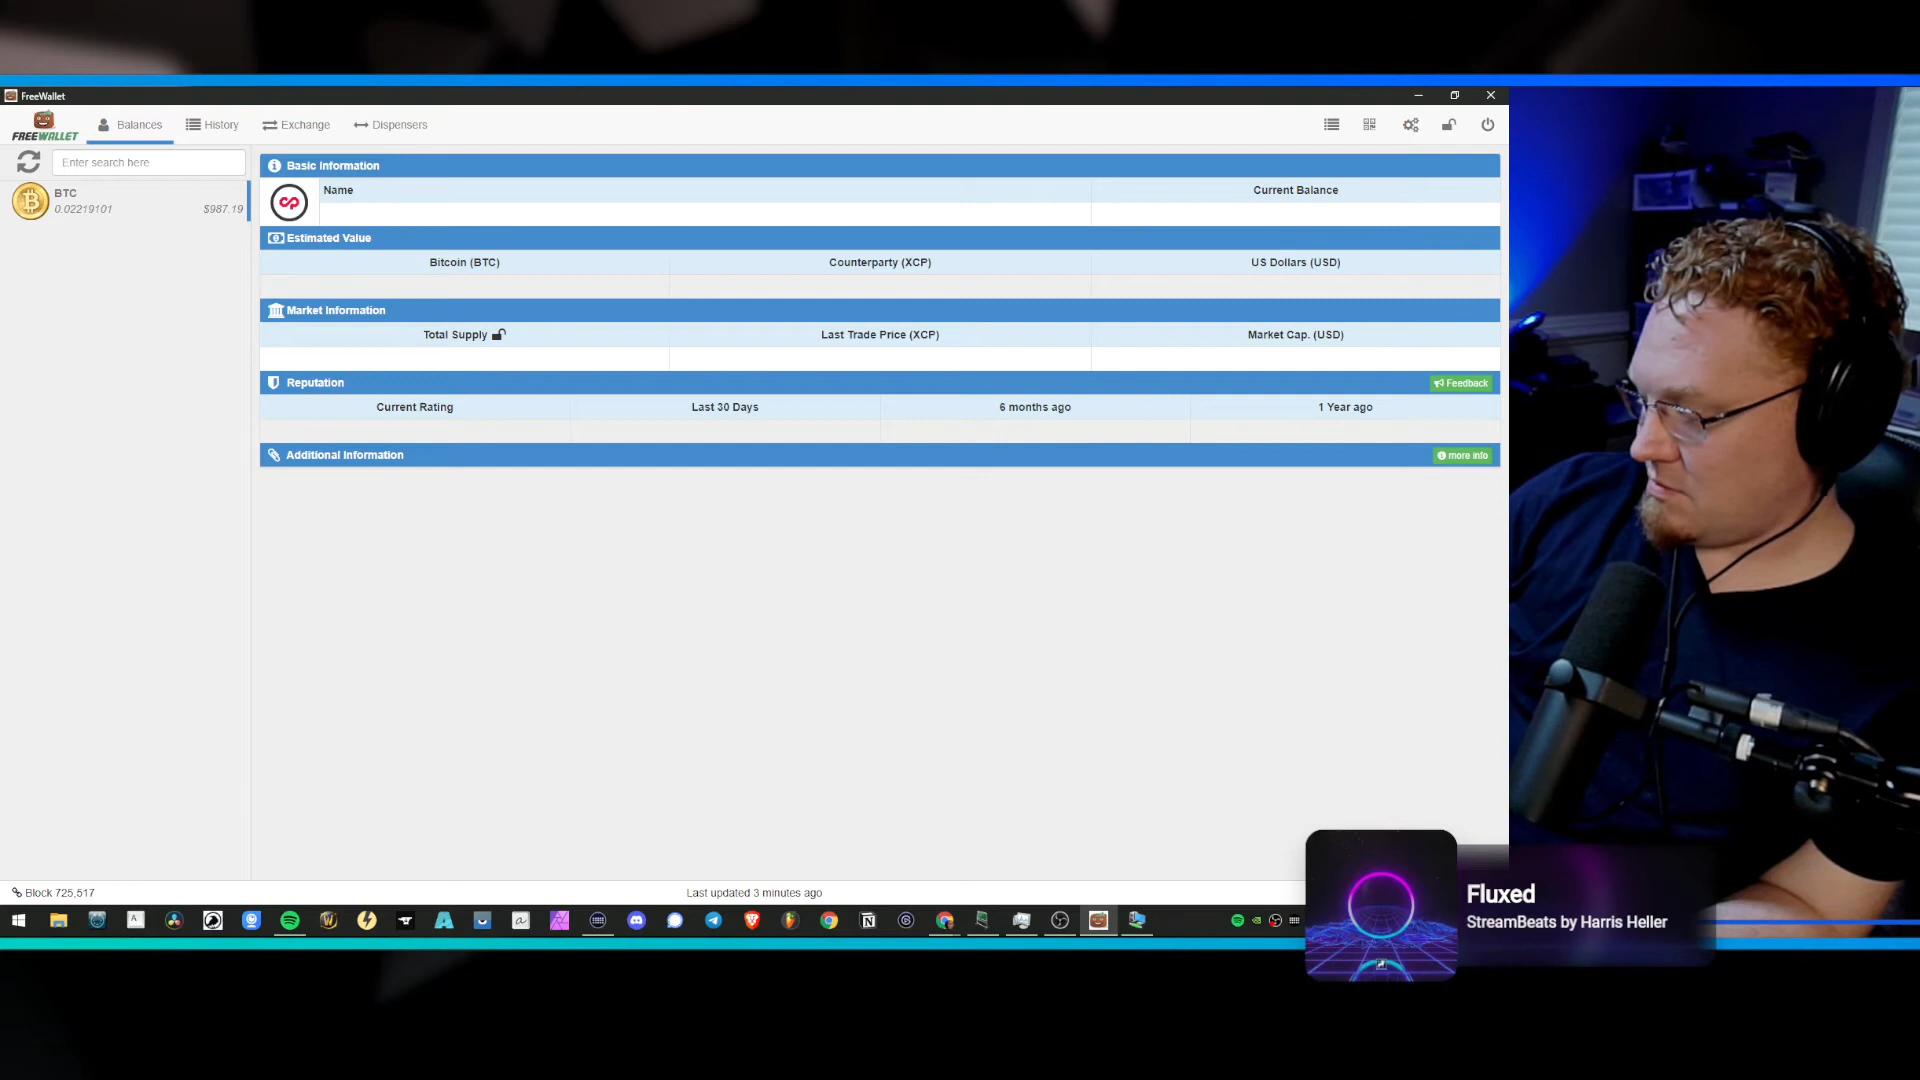 FreeWallet
FREEWALLET
Balances
History
Exchange
Dispensers
Enter search here
BTC
0.02219101
$987.19
Basic Information
Name
Current Balance
Estimated Value
Bitcoin (BTC)
Counterparty (XCP)
US Dollars (USD)
Market Information
Total Supply
Last Trade Price (XCP)
Market Cap. (USD)
Reputation
Feedback
Current Rating
Last 30 Days
6 months ago
1 Year ago
Additional Information
more info
Block 725,517
Last updated 3 minutes ago
Fluxed
StreamBeats by Harris Heller